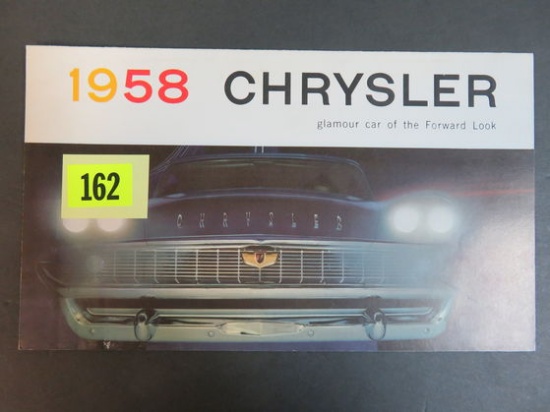 1958 CHRYSLER
glamour car of the Forward Look
162
CHRYSLER